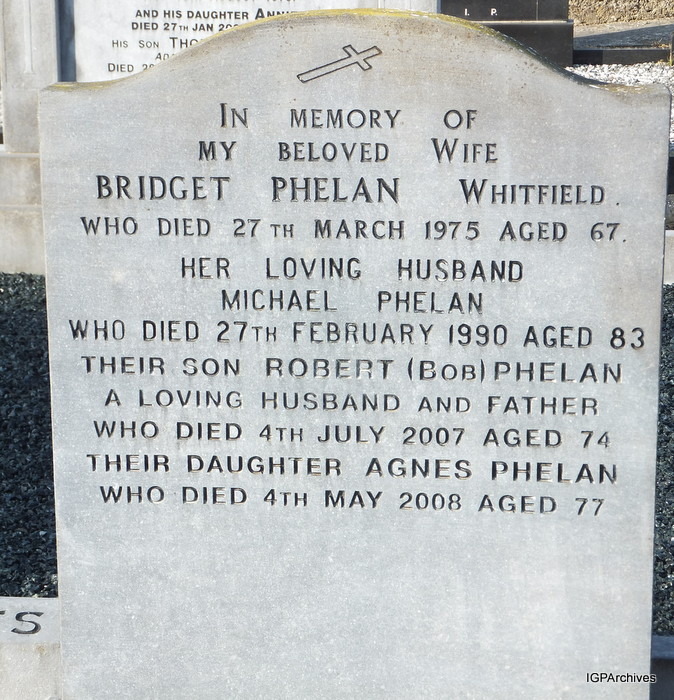 AND HIS DAUGHTER
DIED 27TH JAN
HIS SON
DIED
I. P.
IN MEMORY OF
MY BELOVED WIFE
BRIDGET PHELAN WHITFIELD.
WHO DIED 27TH MARCH 1975 AGED 67.
HER LOVING HUSBAND
MICHAEL PHELAN
WHO DIED 27TH FEBRUARY 1990 AGED 83
THEIR SON ROBERT (BOB) PHELAN
A LOVING HUSBAND AND FATHER
WHO DIED 4TH JULY 2007 AGED 74
THEIR DAUGHTER AGNES PHELAN
WHO DIED 4TH MAY 2008 AGED 77
IGPArchives